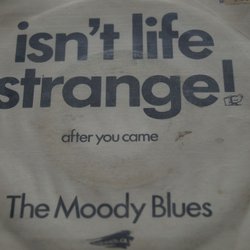 isn't life
strange!
after you came
The Moody Blues